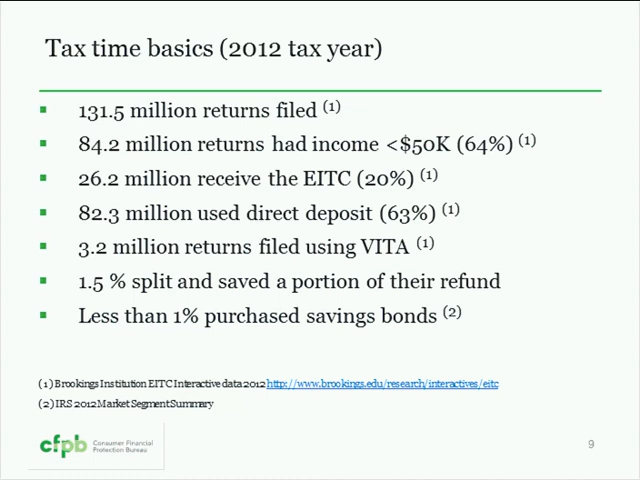 Tax time basics (2012 tax year)
▪ 131.5 million returns filed (1)
▪ 84.2 million returns had income <$50K (64%) (1)
▪ 26.2 million receive the EITC (20%) (1)
▪ 82.3 million used direct deposit (63%) (1)
▪ 3.2 million returns filed using VITA (1)
▪ 1.5 % split and saved a portion of their refund
▪ Less than 1% purchased savings bonds (2)
(1) Brookings Institution EITC Interactive data 2012 http://www.brookings.edu/research/interactives/eitc
(2) IRS 2012 Market Segment Summary
cfpb Consumer Financial
Protection Bureau
9